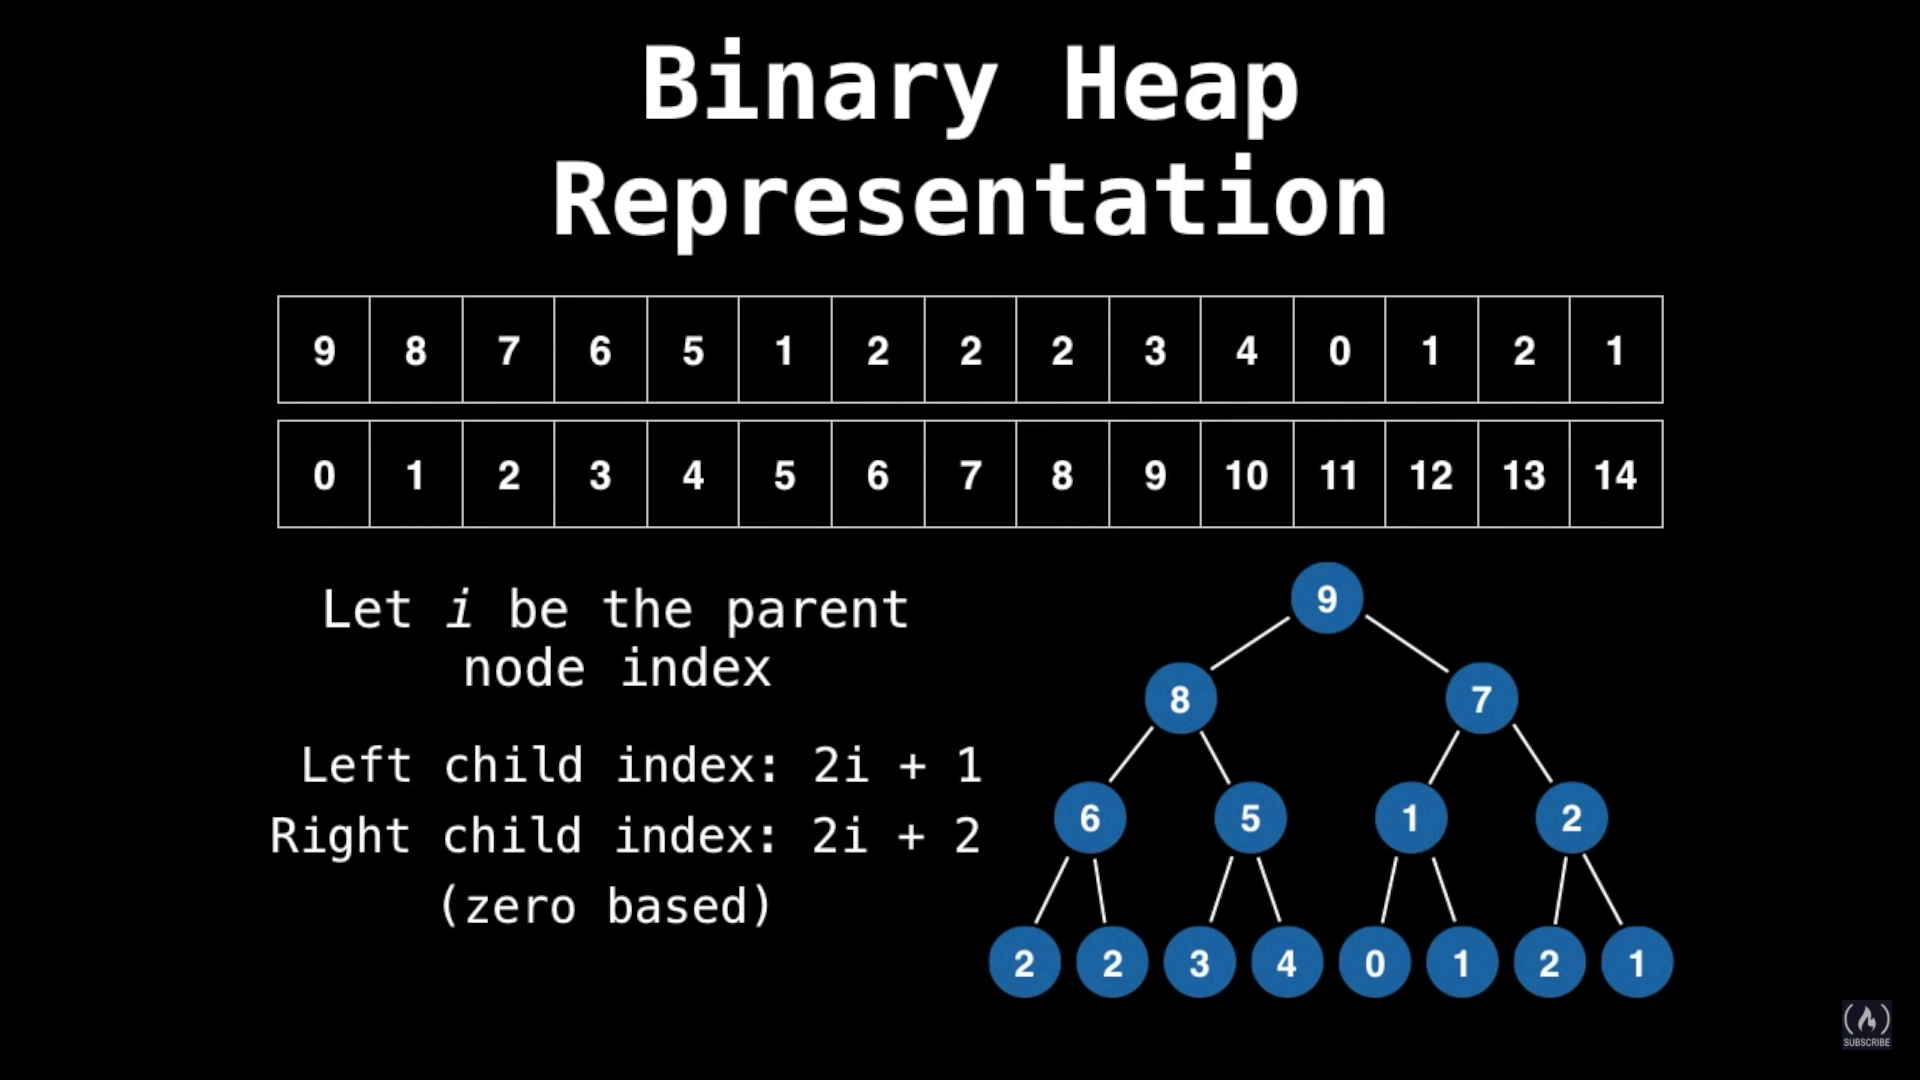 Binary Heap
Representation
9 8 7 6 5 1 2 2 2 3 4 0 1 2 1
0 1 2 3 4 5 6 7 8 9 10 11 12 13 14
Let i be the parent
node index
Left child index: 2i + 1
Right child index: 2i + 2
(zero based)
9
8 7
6 5 1 2
2 2 3 4 0 1 2 1
SUBSCRIBE